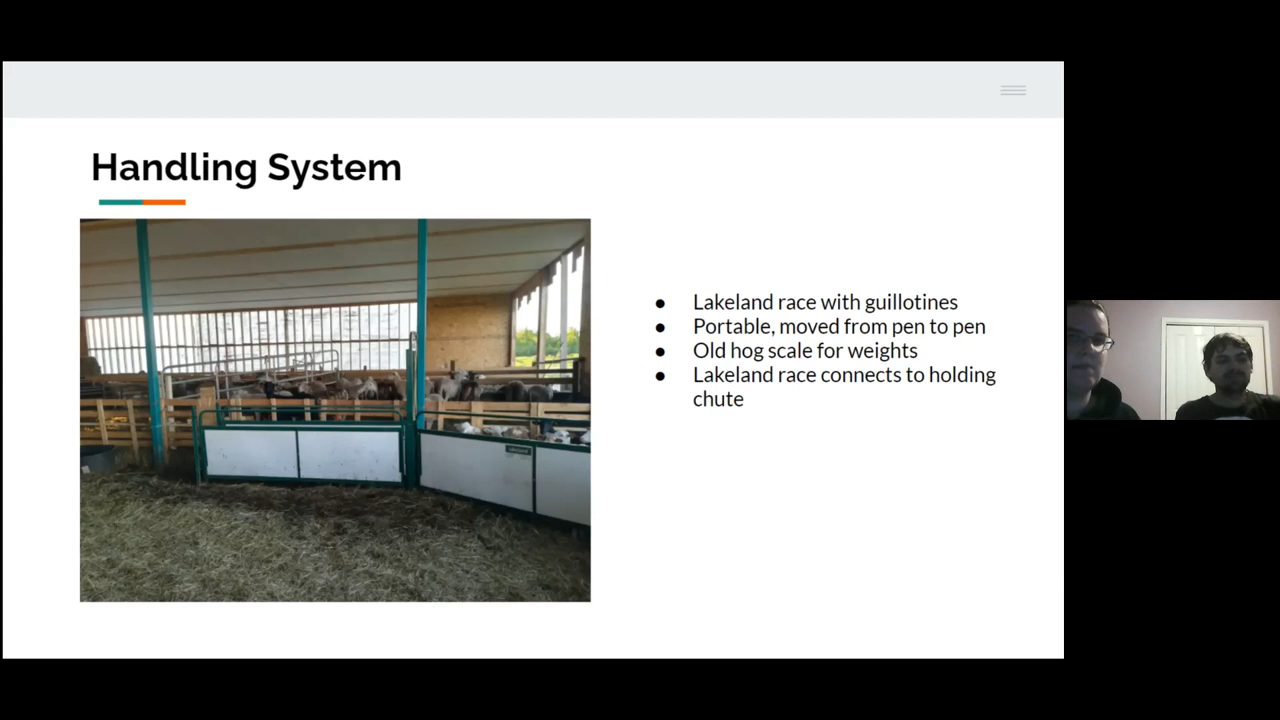 Handling System
● Lakeland race with guillotines
● Portable, moved from pen to pen
● Old hog scale for weights
● Lakeland race connects to holding
chute